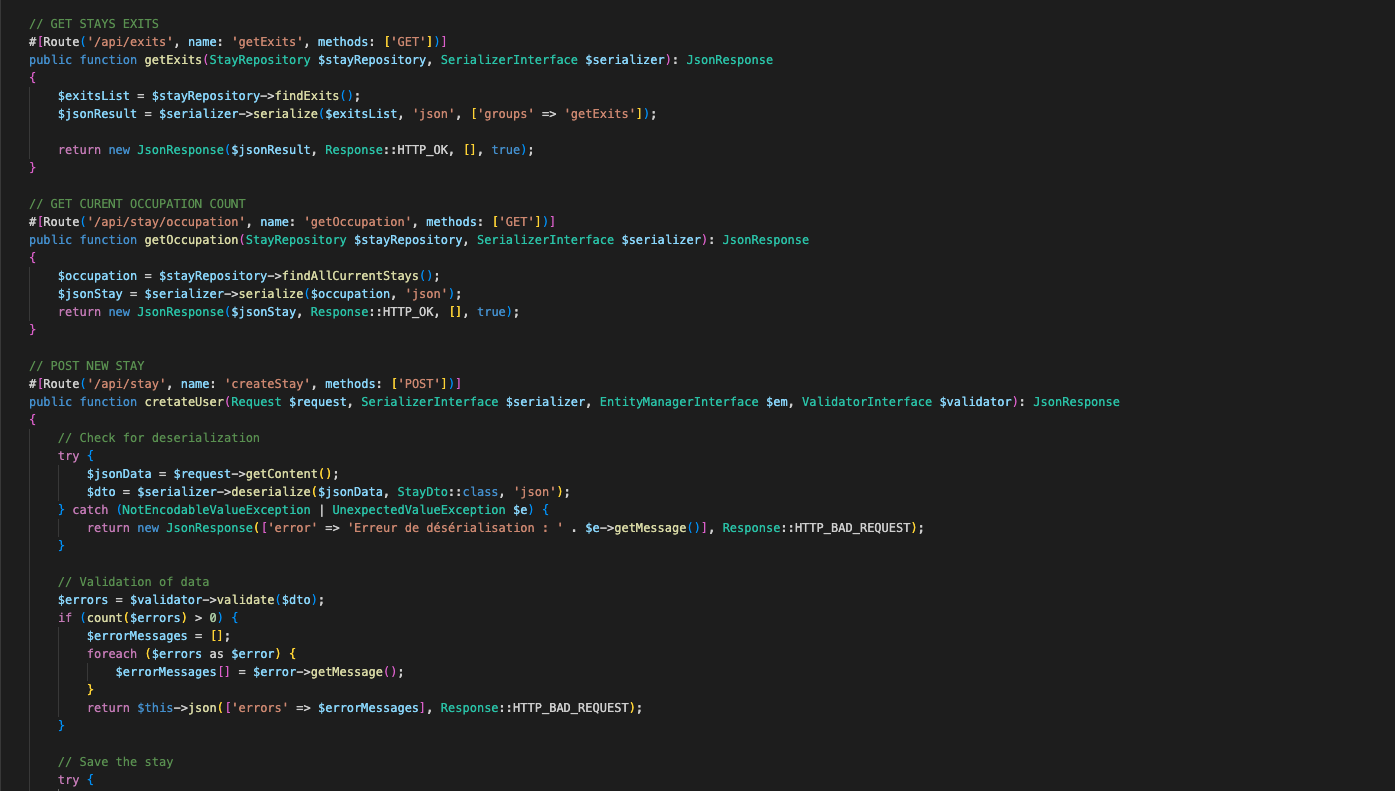 // GET STAYS EXITS
#[Route('/api/exits', name: 'getExits', methods: ['GET'])]
public function getExits(StayRepository $stayRepository, SerializerInterface $serializer): JsonResponse
{
$exitsList = $stayRepository->findExits();
$jsonResult = $serializer->serialize($exitsList, 'json', ['groups' => 'getExits']);
return new JsonResponse($jsonResult, Response::HTTP_OK, [], true);
}
// GET CURENT OCCUPATION COUNT
#[Route('/api/stay/occupation', name: 'getOccupation', methods: ['GET'])]
public function getOccupation(StayRepository $stayRepository, SerializerInterface $serializer): JsonResponse
{
$occupation = $stayRepository->findAllCurrentStays();
$jsonStay = $serializer->serialize($occupation, 'json');
return new JsonResponse($jsonStay, Response::HTTP_OK, [], true);
}
// POST NEW STAY
#[Route('/api/stay', name: 'createStay', methods: ['POST'])]
public function cretateUser(Request $request, SerializerInterface $serializer, EntityManagerInterface $em, ValidatorInterface $validator): JsonResponse
{
// Check for deserialization
try {
$jsonData = $request->getContent();
$dto = $serializer->deserialize($jsonData, StayDto::class, 'json');
} catch (NotEncodableValueException | UnexpectedValueException $e) {
return new JsonResponse(['error' => 'Erreur de désérialisation : ' . $e->getMessage()], Response::HTTP_BAD_REQUEST);
}
// Validation of data
$errors = $validator->validate($dto);
if (count($errors) > 0) {
$errorMessages = [];
foreach ($errors as $error) {
$errorMessages[] = $error->getMessage();
}
return $this->json(['errors' => $errorMessages], Response::HTTP_BAD_REQUEST);
}
// Save the stay
try {